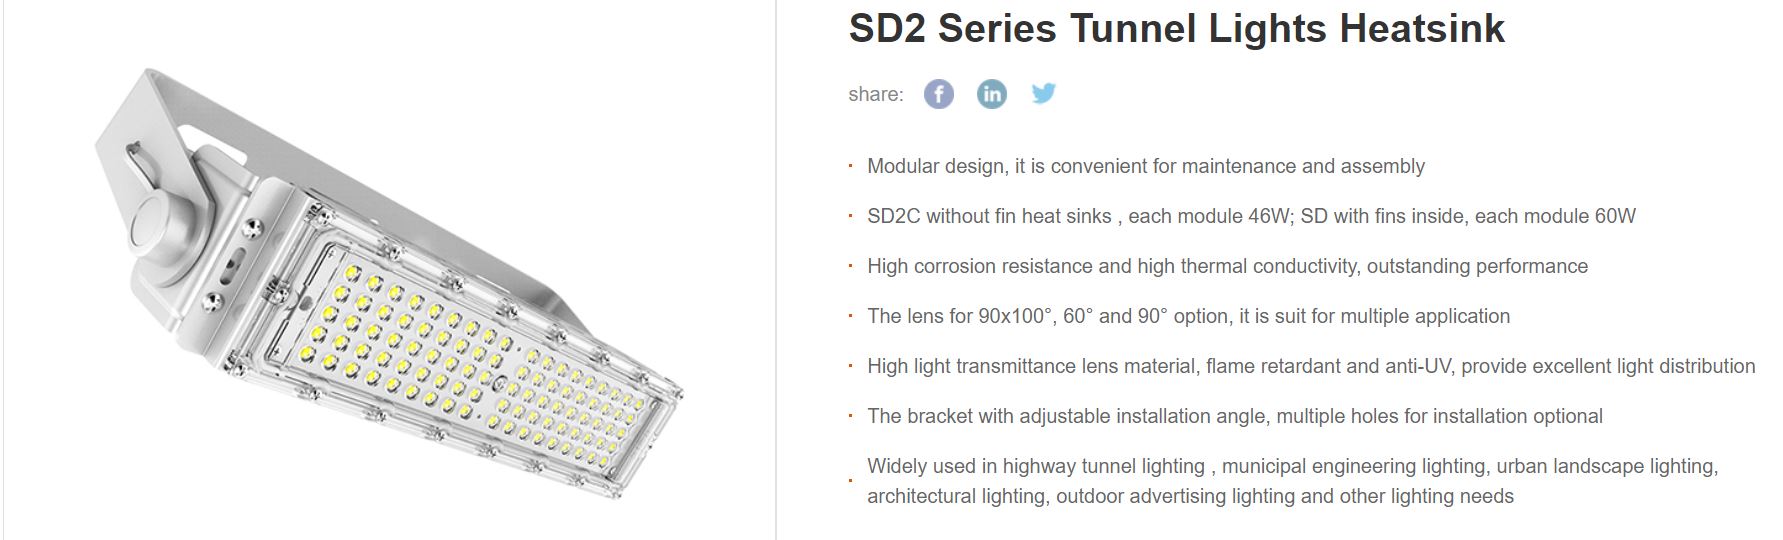 SD2 Series Tunnel Lights Heatsink
share: f in
Modular design, it is convenient for maintenance and assembly
SD2C without fin heat sinks , each module 46W; SD with fins inside, each module 60W
High corrosion resistance and high thermal conductivity, outstanding performance
The lens for 90x100°, 60° and 90° option, it is suit for multiple application
High light transmittance lens material, flame retardant and anti-UV, provide excellent light distribution
The bracket with adjustable installation angle, multiple holes for installation optional
Widely used in highway tunnel lighting , municipal engineering lighting, urban landscape lighting,
architectural lighting, outdoor advertising lighting and other lighting needs